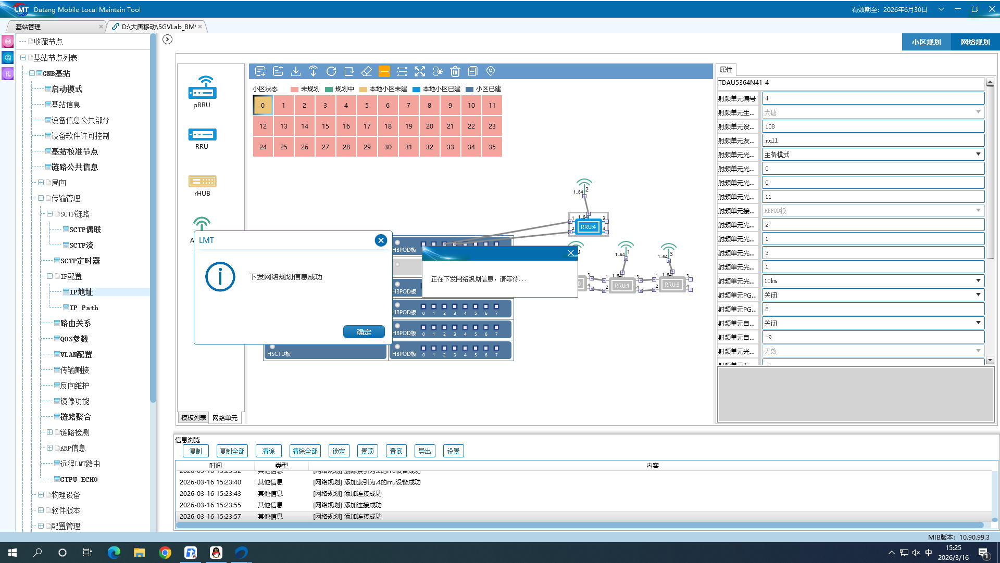 LMT Datang Mobile Local Maintain Tool
有效期至：2026年6月30日
基站管理
D:\大唐移动\5GVLab_BM\
小区规划
网络规划
收藏节点
基站节点列表
GNB基站
启动模式
基站信息
设备信息公共部分
设备软件许可控制
基站校准节点
链路公共信息
局向
传输管理
SCTP链路
SCTP偶联
SCTP流
SCTP定时器
IP配置
IP地址
IP Path
路由关系
QOS参数
VLAN配置
传输割接
反向维护
镜像功能
链路聚合
链路检测
ARP信息
远程LMT路由
GTPU ECHO
物理设备
软件版本
配置管理
pRRU
RRU
rHUB
A
模板列表
网络单元
小区状态 未规划 规划中 本地小区未建 本地小区已建 小区已建
0 1 2 3 4 5 6 7 8 9 10 11
12 13 14 15 16 17 18 19 20 21 22 23
24 25 26 27 28 29 30 31 32 33 34 35
1..64 2
1 1..64 3
RRU:4
2 4
0
1..64 1
1..64 3
0 3 4
1 1..64 3
RRU:1
2 4
1 1..64 3
RRU:3
2 4
HBPOD板
HBPOD板
HBPOD板 0 1 2 3 4 5 6 7
HBPOD板 0 1 2 3 4 5 6 7
HSCTD板
HBPOD板 0 1 2 3 4 5 6 7
LMT
下发网络规划信息成功
确定
正在下发网络规划信息，请等待...
属性
TDAU5364N41-4
射频单元编号 4
射频单元生... 大唐
射频单元设... 108
射频单元友... null
射频单元光... 主备模式
射频单元光... 0
射频单元光... 0
射频单元光... 11
射频单元接... HBPOD板
射频单元光... 2
射频单元光... 1
射频单元光... 3
射频单元光... 1
射频单元光... 10km
射频单元PG... 关闭
射频单元PG... 8
射频单元自... 关闭
射频单元自... -9
射频单元光... 无效
信息浏览
复制 复制全部 清除 清除全部 锁定 置顶 置底 导出 设置
时间 类型 内容
2026-03-16 15:23:32 其他信息 [网络规划] 删除索引为:2的rru设备成功
2026-03-16 15:23:40 其他信息 [网络规划] 添加索引为.4的rru设备成功
2026-03-16 15:23:43 其他信息 [网络规划] 添加连接成功
2026-03-16 15:23:55 其他信息 [网络规划] 添加连接成功
2026-03-16 15:23:57 其他信息 [网络规划] 添加连接成功
MIB版本：10.90.99.3
中
15:25
2026/3/16
1